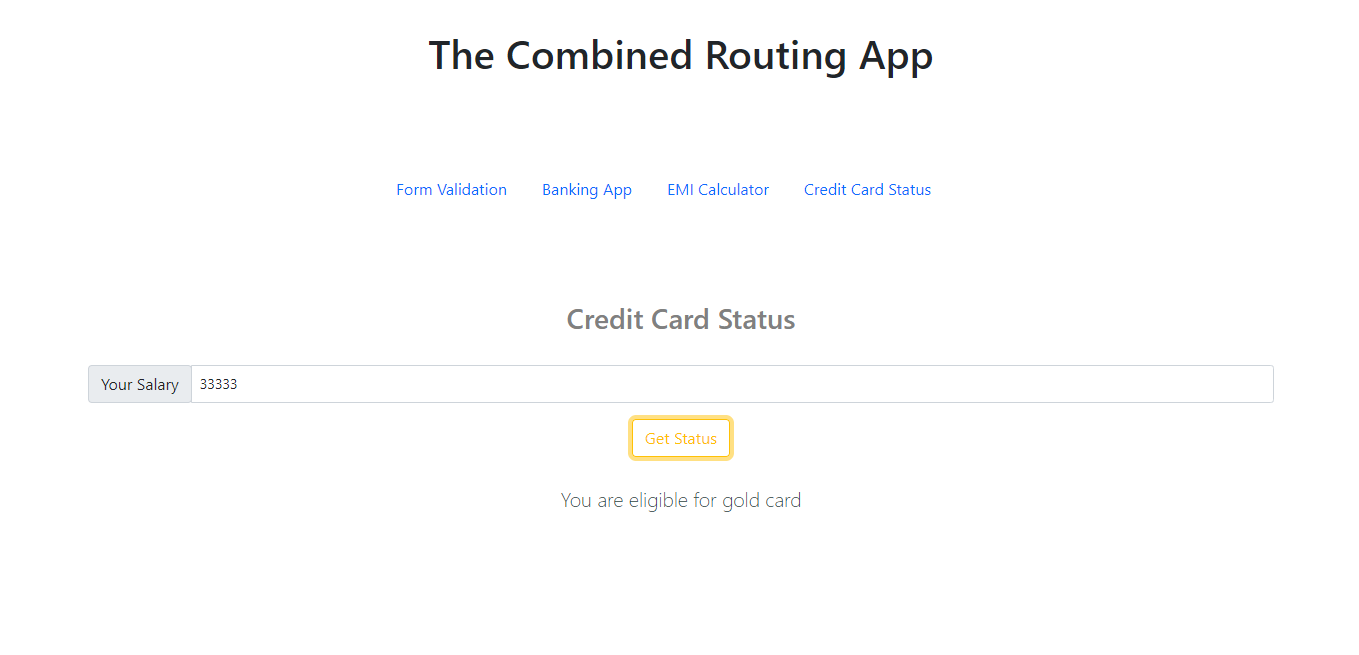 The Combined Routing App
Form Validation Banking App EMI Calculator Credit Card Status
Credit Card Status
Your Salary 33333
Get Status
You are eligible for gold card